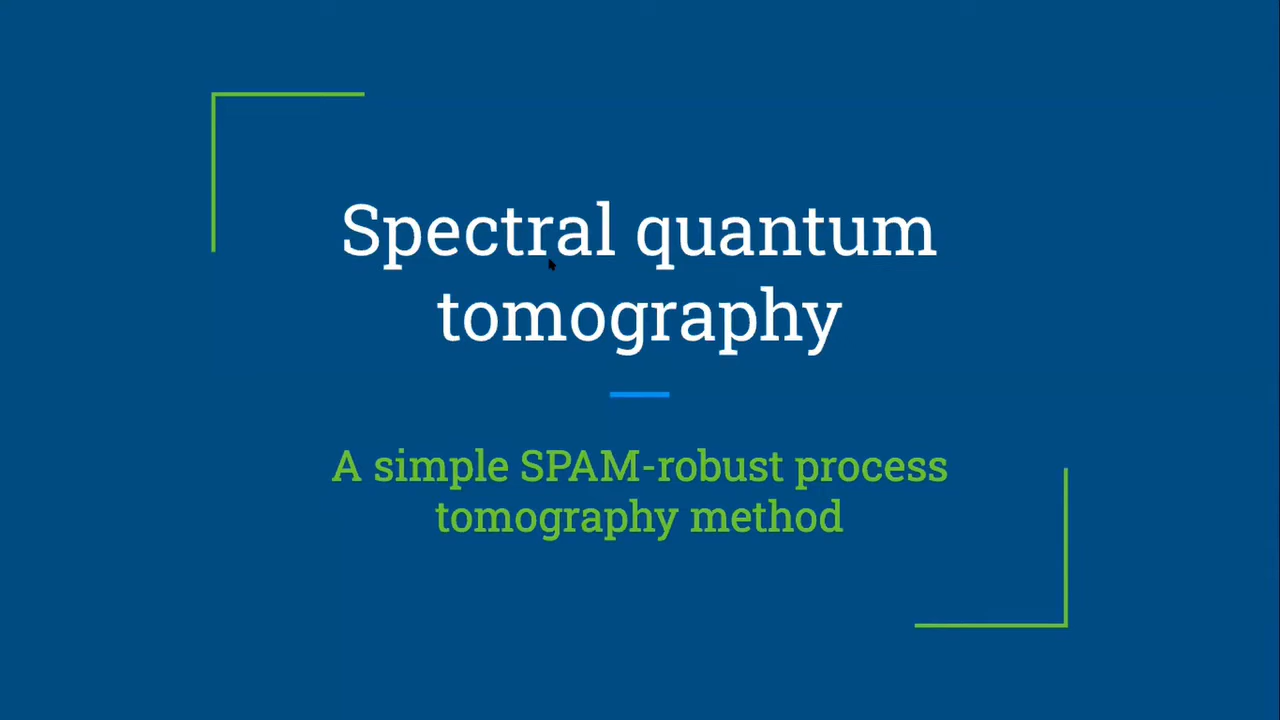 Spectral quantum
tomography
A simple SPAM-robust process
tomography method